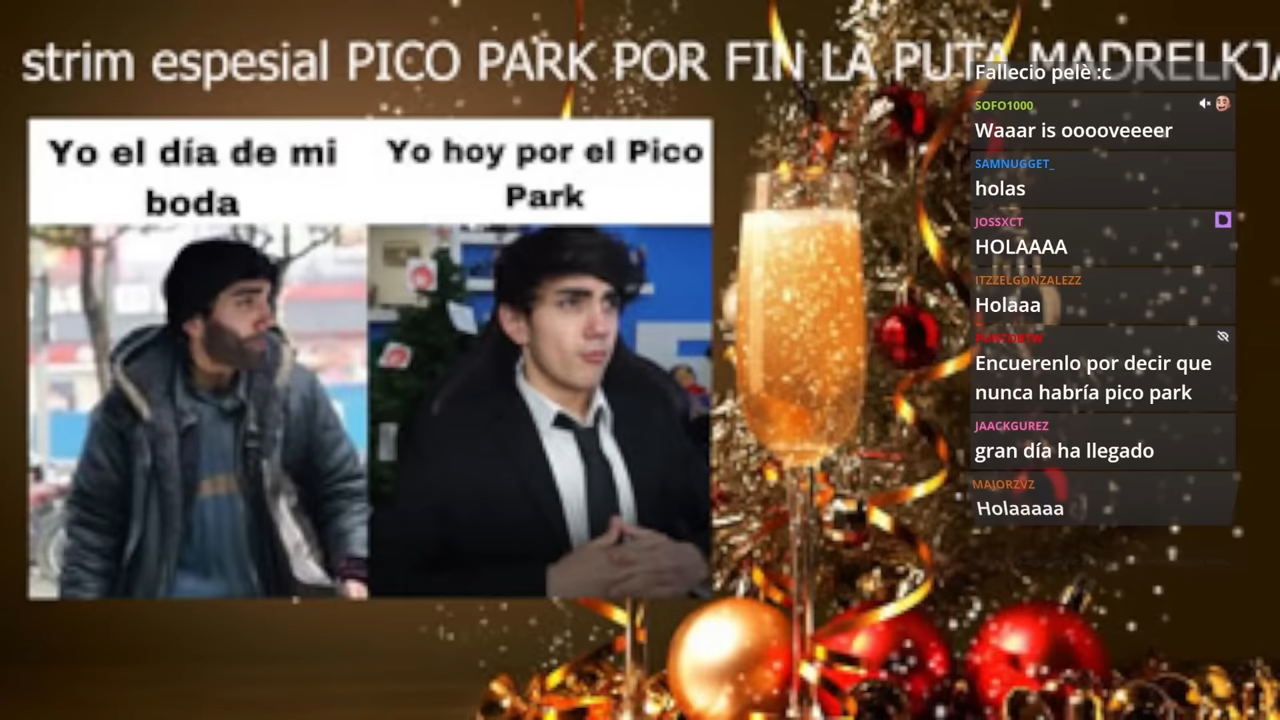 strim espesial PICO PARK POR FIN LA PUTA MADRELKJA
Yo el día de mi
boda
Yo hoy por el Pico
Park
Fallecio pelè :c
SOFO1000
Waaar is ooooveeeer
SAMNUGGET_
holas
JOSSXCT
HOLAAAA
ITZZELGONZALEZZ
Holaaa
Encuerenlo por decir que
nunca habría pico park
JAACKGUREZ
gran día ha llegado
MAJORZVZ
Holaaaaa